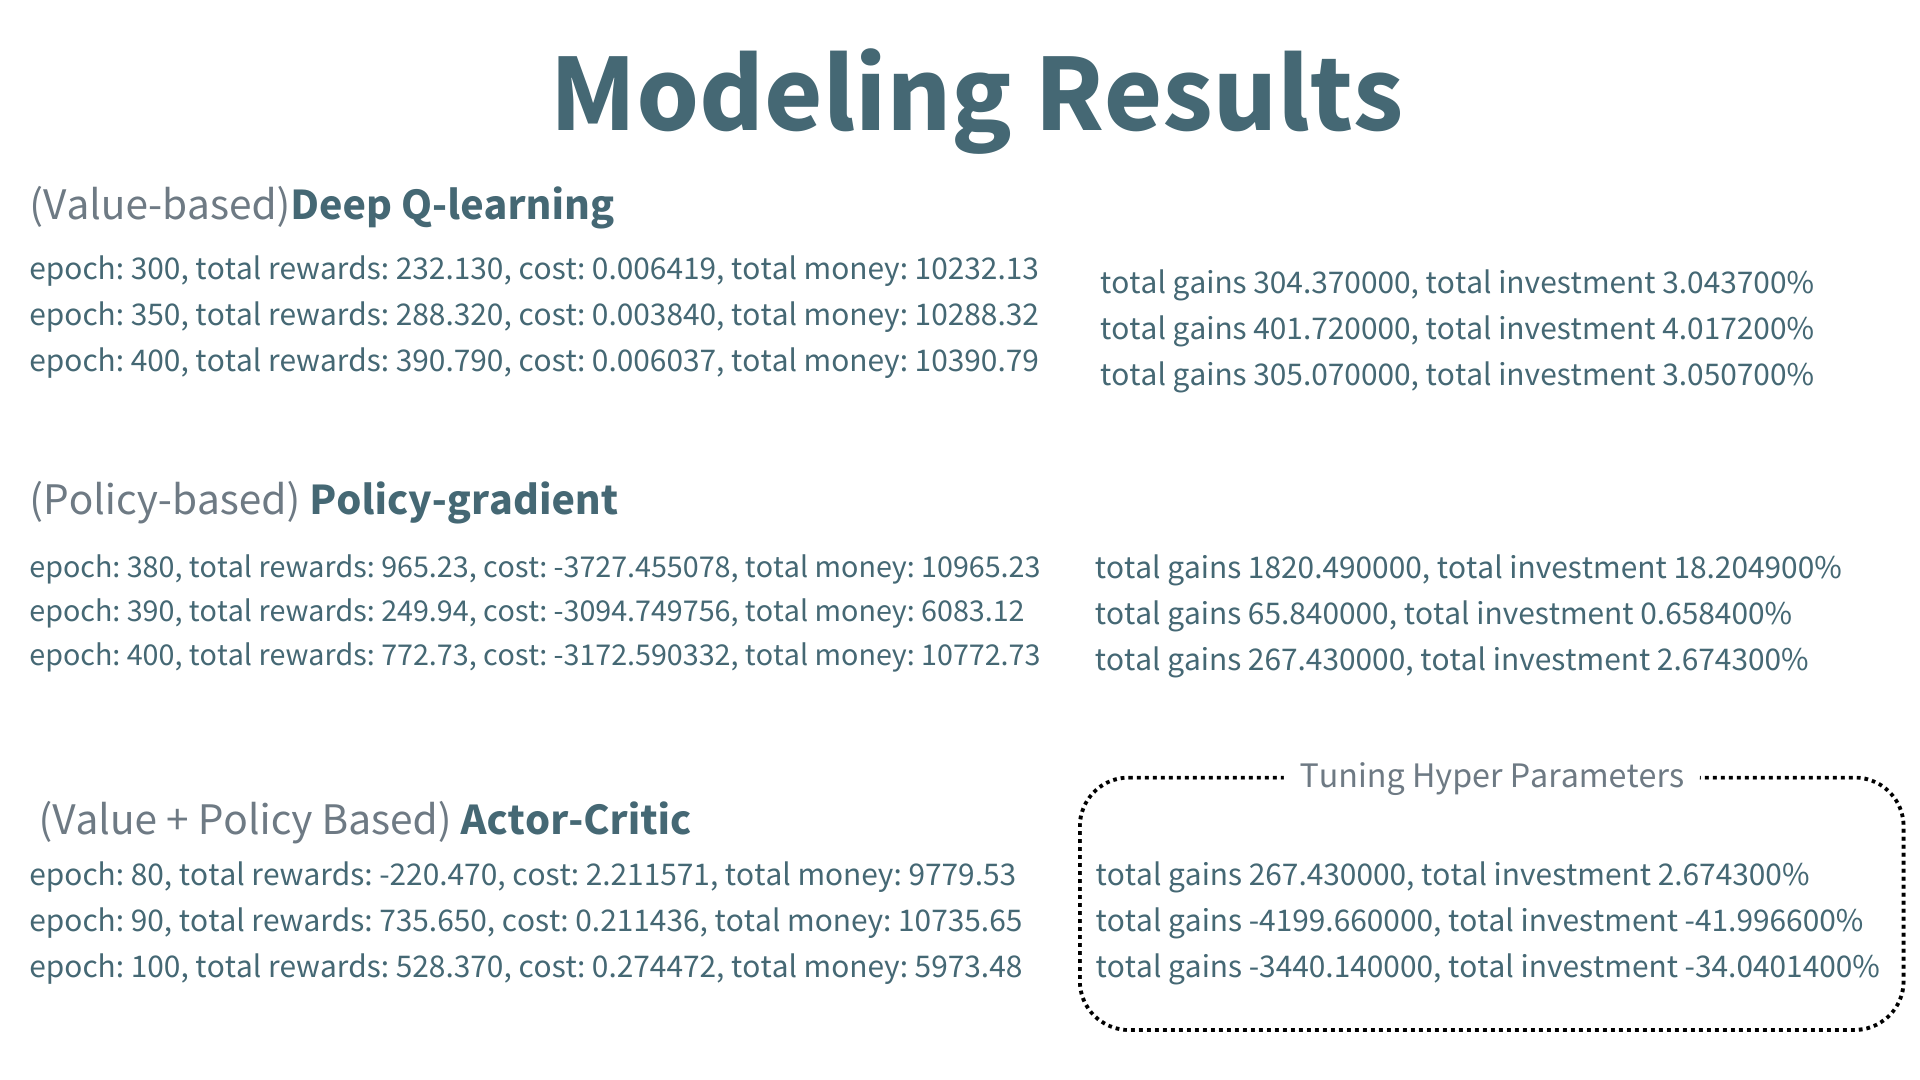 Modeling Results
(Value-based)Deep Q-learning
epoch: 300, total rewards: 232.130, cost: 0.006419, total money: 10232.13
epoch: 350, total rewards: 288.320, cost: 0.003840, total money: 10288.32
epoch: 400, total rewards: 390.790, cost: 0.006037, total money: 10390.79
total gains 304.370000, total investment 3.043700%
total gains 401.720000, total investment 4.017200%
total gains 305.070000, total investment 3.050700%
(Policy-based) Policy-gradient
epoch: 380, total rewards: 965.23, cost: -3727.455078, total money: 10965.23
epoch: 390, total rewards: 249.94, cost: -3094.749756, total money: 6083.12
epoch: 400, total rewards: 772.73, cost: -3172.590332, total money: 10772.73
total gains 1820.490000, total investment 18.204900%
total gains 65.840000, total investment 0.658400%
total gains 267.430000, total investment 2.674300%
(Value + Policy Based) Actor-Critic
epoch: 80, total rewards: -220.470, cost: 2.211571, total money: 9779.53
epoch: 90, total rewards: 735.650, cost: 0.211436, total money: 10735.65
epoch: 100, total rewards: 528.370, cost: 0.274472, total money: 5973.48
Tuning Hyper Parameters
total gains 267.430000, total investment 2.674300%
total gains -4199.660000, total investment -41.996600%
total gains -3440.140000, total investment -34.0401400%